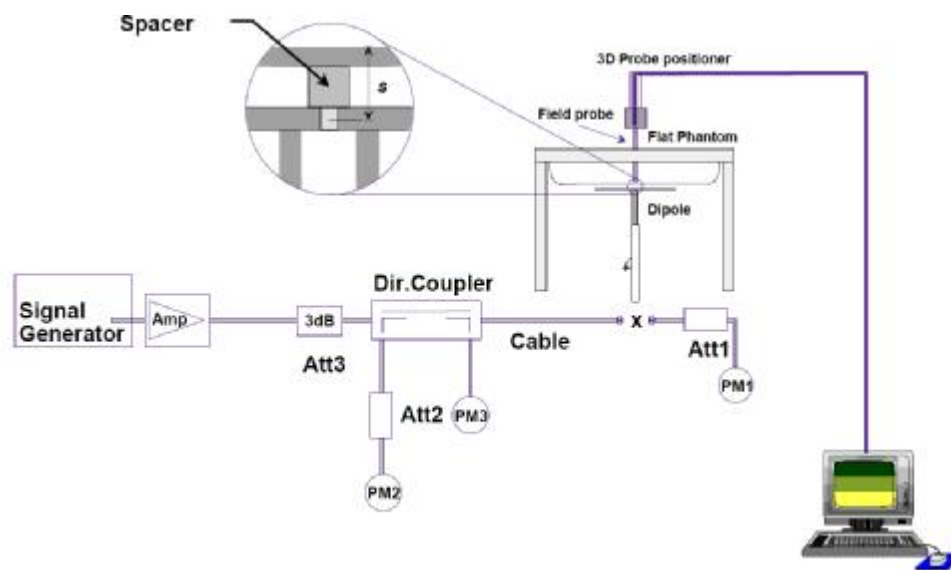 Spacer
s
3D Probe positioner
Field probe
Flat Phantom
Dipole
Signal
Generator
Amp
3dB
Att3
Dir.Coupler
Cable
x
Att1
PM1
Att2
PM3
PM2